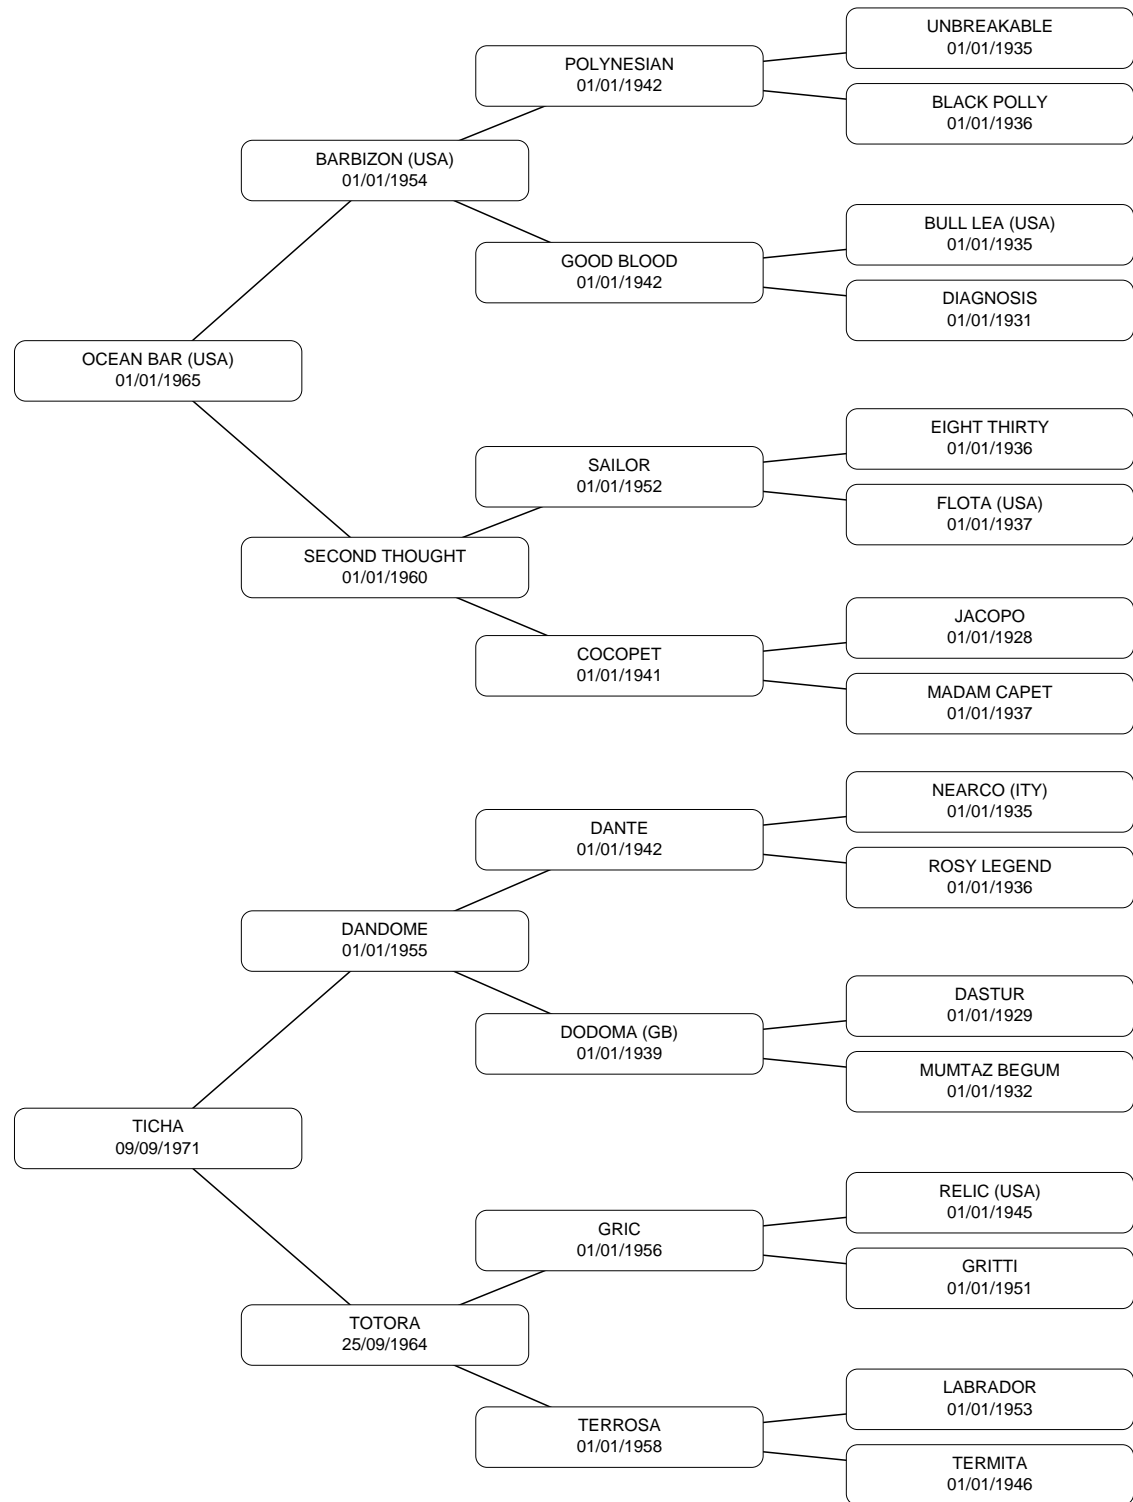 UNBREAKABLE
01/01/1935
POLYNESIAN
01/01/1942
BLACK POLLY
01/01/1936
BARBIZON (USA)
01/01/1954
BULL LEA (USA)
01/01/1935
GOOD BLOOD
01/01/1942
DIAGNOSIS
01/01/1931
OCEAN BAR (USA)
01/01/1965
EIGHT THIRTY
01/01/1936
SAILOR
01/01/1952
FLOTA (USA)
01/01/1937
SECOND THOUGHT
01/01/1960
JACOPO
01/01/1928
COCOPET
01/01/1941
MADAM CAPET
01/01/1937
NEARCO (ITY)
01/01/1935
DANTE
01/01/1942
ROSY LEGEND
01/01/1936
DANDOME
01/01/1955
DASTUR
01/01/1929
DODOMA (GB)
01/01/1939
MUMTAZ BEGUM
01/01/1932
TICHA
09/09/1971
RELIC (USA)
01/01/1945
GRIC
01/01/1956
GRITTI
01/01/1951
TOTORA
25/09/1964
LABRADOR
01/01/1953
TERROSA
01/01/1958
TERMITA
01/01/1946